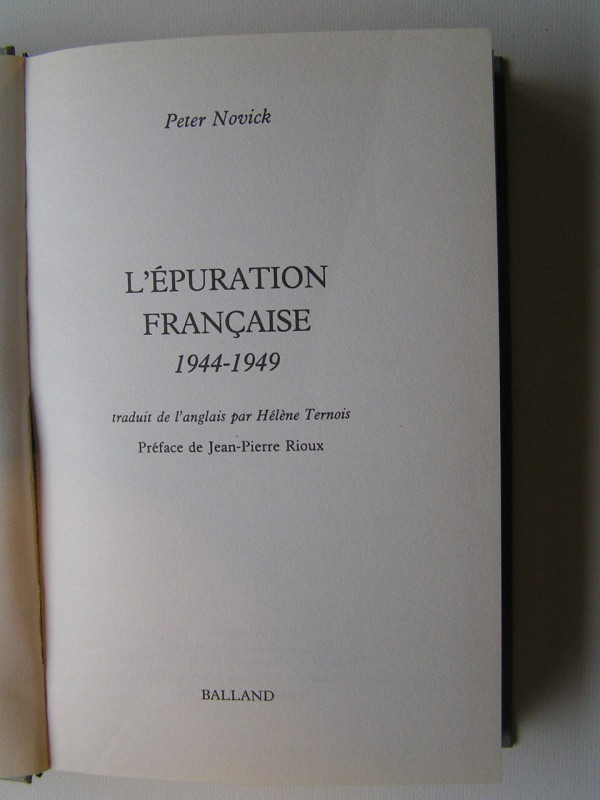 Peter Novick
L'ÉPURATION
FRANÇAISE
1944-1949
traduit de l'anglais par Hélène Ternois
Préface de Jean-Pierre Rioux
BALLAND